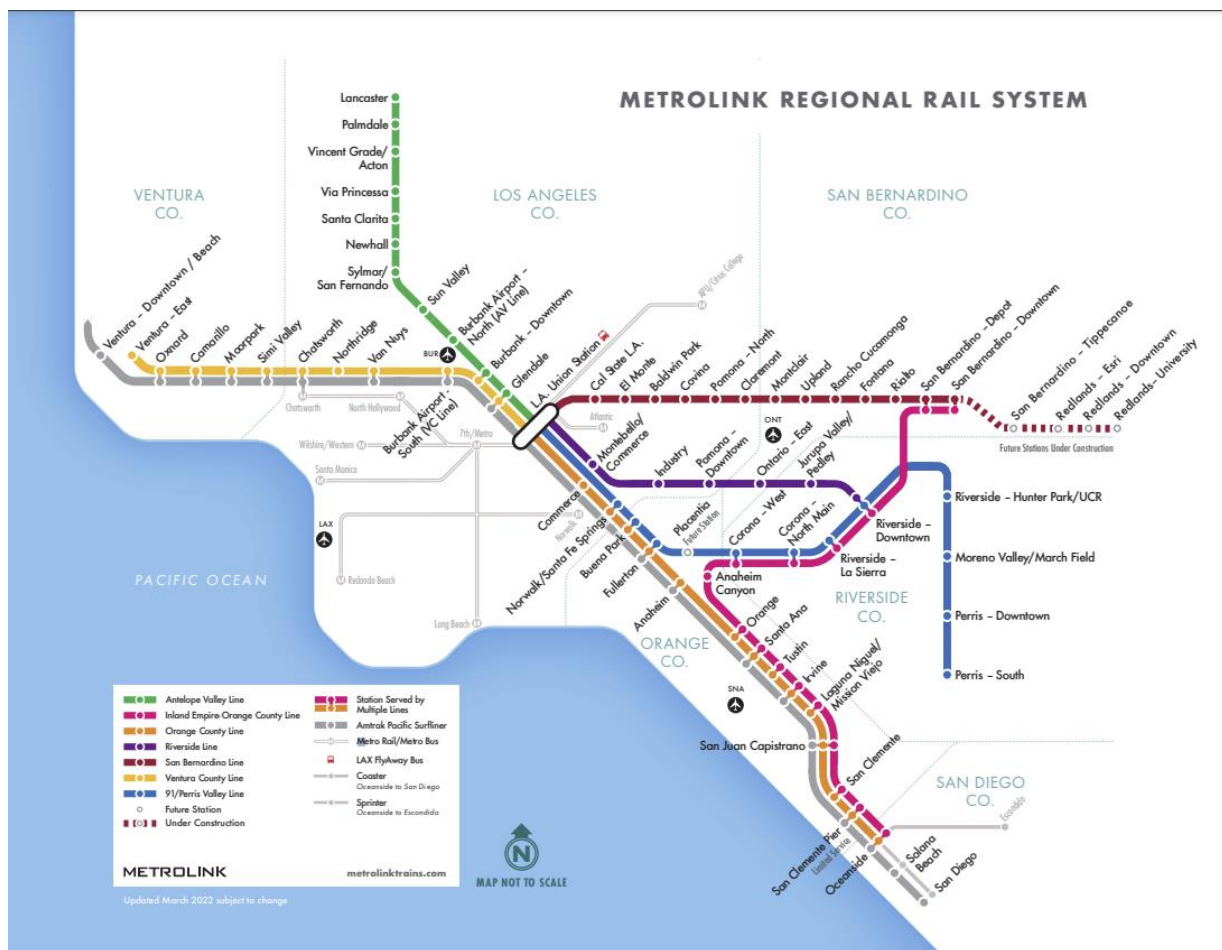 METROLINK REGIONAL RAIL SYSTEM
VENTURA
CO.
LOS ANGELES
CO.
SAN BERNARDINO
CO.
Lancaster
Palmdale
Vincent Grade/
Acton
Via Princessa
Santa Clarita
Newhall
Sylmar/
San Fernando
Sun Valley
Burbank Airport –
North (AV Line)
Burbank – Downtown
Glendale
L.A. Union Station
APU/Citrus College
Ventura – Downtown / Beach
Ventura – East
Oxnard
Camarillo
Moorpark
Simi Valley
Chatsworth
Northridge
Van Nuys
BUR
Burbank Airport –
South (VC Line)
Chatsworth
North Hollywood
Wilshire/Western
7th/Metro
Santa Monica
Atlantic
LAX
Norwalk
Redondo Beach
Long Beach
Cal State L.A.
El Monte
Baldwin Park
Covina
Pomona – North
Claremont
Montclair
Upland
Rancho Cucamonga
Fontana
Rialto
San Bernardino – Depot
San Bernardino – Downtown
San Bernardino – Tippecanoe
Redlands – Esri
Redlands – Downtown
Redlands– University
Future Stations Under Construction
ONT
Montebello/
Commerce
Industry
Pomona –
Downtown
Ontario – East
Jurupa Valley/
Pedley
Riverside –
Downtown
Riverside –
La Sierra
Riverside – Hunter Park/UCR
Moreno Valley/March Field
Perris – Downtown
Perris – South
RIVERSIDE
CO.
Commerce
Norwalk/Santa Fe Springs
Buena Park
Fullerton
Anaheim
Placentia
Future Station
Corona – West
Corona –
North Main
Anaheim
Canyon
ORANGE
CO.
Orange
Santa Ana
Tustin
Irvine
Laguna Niguel/
Mission Viejo
SNA
San Juan Capistrano
San Clemente
San Clemente Pier
Limited Service
Oceanside
SAN DIEGO
CO.
Escondido
Solana
Beach
San Diego
PACIFIC OCEAN
Antelope Valley Line
Inland Empire-Orange County Line
Orange County Line
Riverside Line
San Bernardino Line
Ventura County Line
91/Perris Valley Line
Future Station
Under Construction
Station Served by
Multiple Lines
Amtrak Pacific Surfliner
Metro Rail/Metro Bus
LAX FlyAway Bus
Coaster
Oceanside to San Diego
Sprinter
Oceanside to Escondido
METROLINK
metrolinktrains.com
Updated March 2022 subject to change
N
MAP NOT TO SCALE